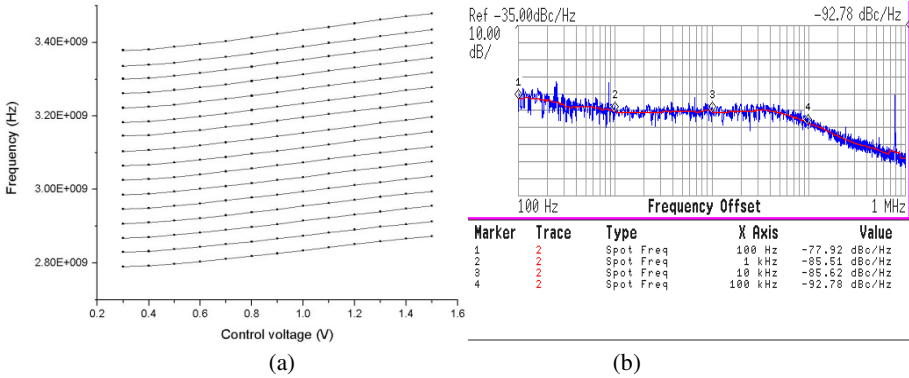 3.40E+009
3.20E+009
3.00E+009
2.80E+009
Frequency (Hz)
0.2 0.4 0.6 0.8 1.0 1.2 1.4 1.6
Control voltage (V)
(a)
Ref -35.00dBc/Hz -92.78 dBc/Hz
10.00
dB/
1 2 3 4
100 Hz Frequency Offset 1 MHz
Marker Trace Type X Axis Value
1 2 Spot Freq 100 Hz -77.92 dBc/Hz
2 2 Spot Freq 1 kHz -85.51 dBc/Hz
3 2 Spot Freq 10 kHz -85.62 dBc/Hz
4 2 Spot Freq 100 kHz -92.78 dBc/Hz
(b)